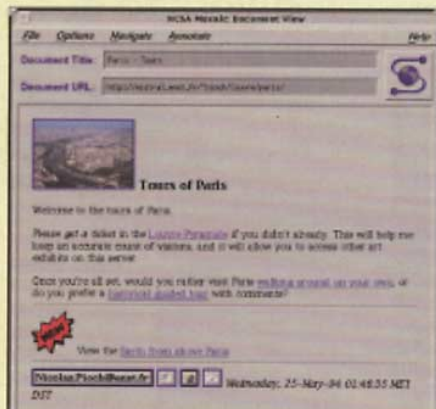 NCSA Mosaic Document View
File Options Navigate Annotate Help
Document Title: Paris - Tours
Document URL:
Tours of Paris
Welcome to the tours of Paris.
Please get a ticket in the Louvre Pyramide if you didn't already. This will help me
keep an accurate count of visitors, and it will allow you to access other art
exhibits on this server.
Once you're all set, would you rather visit Paris walking around on your own, or
do you prefer a historical guided tour with comments?
View the from above Paris
Wednesday, 25-May-94 01:48:35 MET
DST